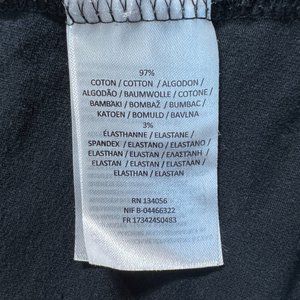 97%
COTON / COTTON / ALGODON /
ALGODÃO / BAUMWOLLE / COTONE /
BAMBAKI / BOMBAŽ / BUMBAC /
KATOEN / BOMULD / BAVLNA
3%
ÉLASTHANNE / ELASTANE /
SPANDEX / ELASTANO / ELASTANO /
ELASTHAN / ELASTAN / ΕΛΑΣΤΑΝΗ /
ELASTAN / ELASTAN / ELASTAAN /
ELASTHAN / ELASTAN
RN 134056
NIF B-04466322
FR 17342450483